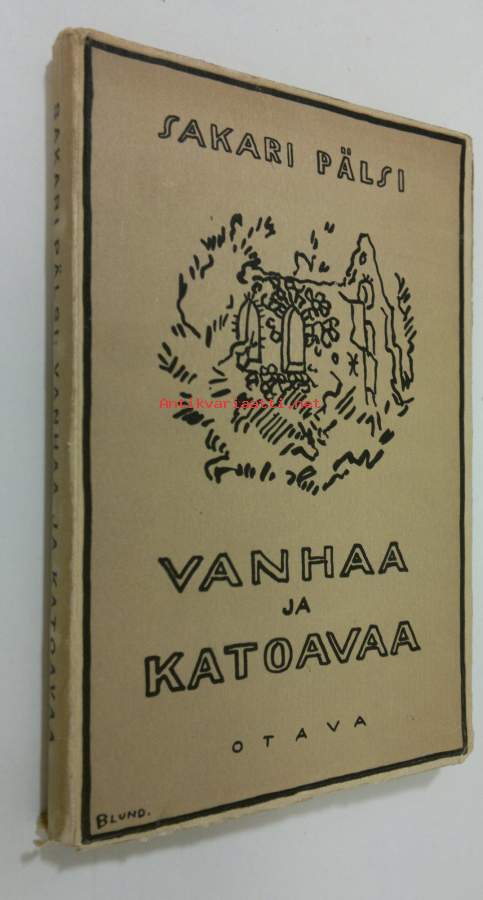 SAKARI PÄLSI
Antikvariaatti.net
VANHAA
JA
KATOAVAA
OTAVA
BLUND.
SAKARI PÄLSI: VANHAA JA KATOAVAA